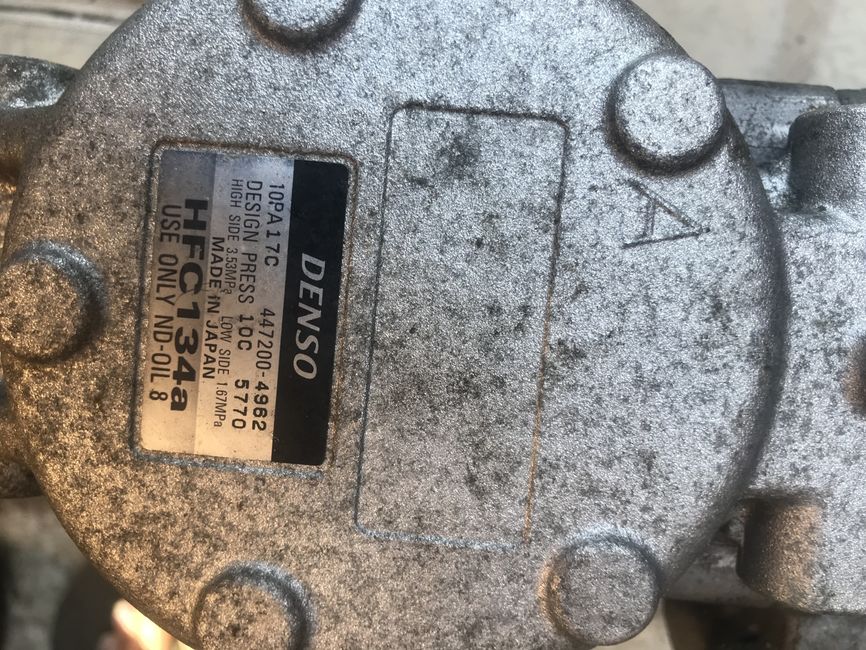 DENSO
10PA17C 447200-4962
DESIGN PRESS 10C 5770
HIGH SIDE 3.53MPa LOW SIDE 1.67MPa
MADE IN JAPAN
HFC134a
USE ONLY ND-OIL 8
A